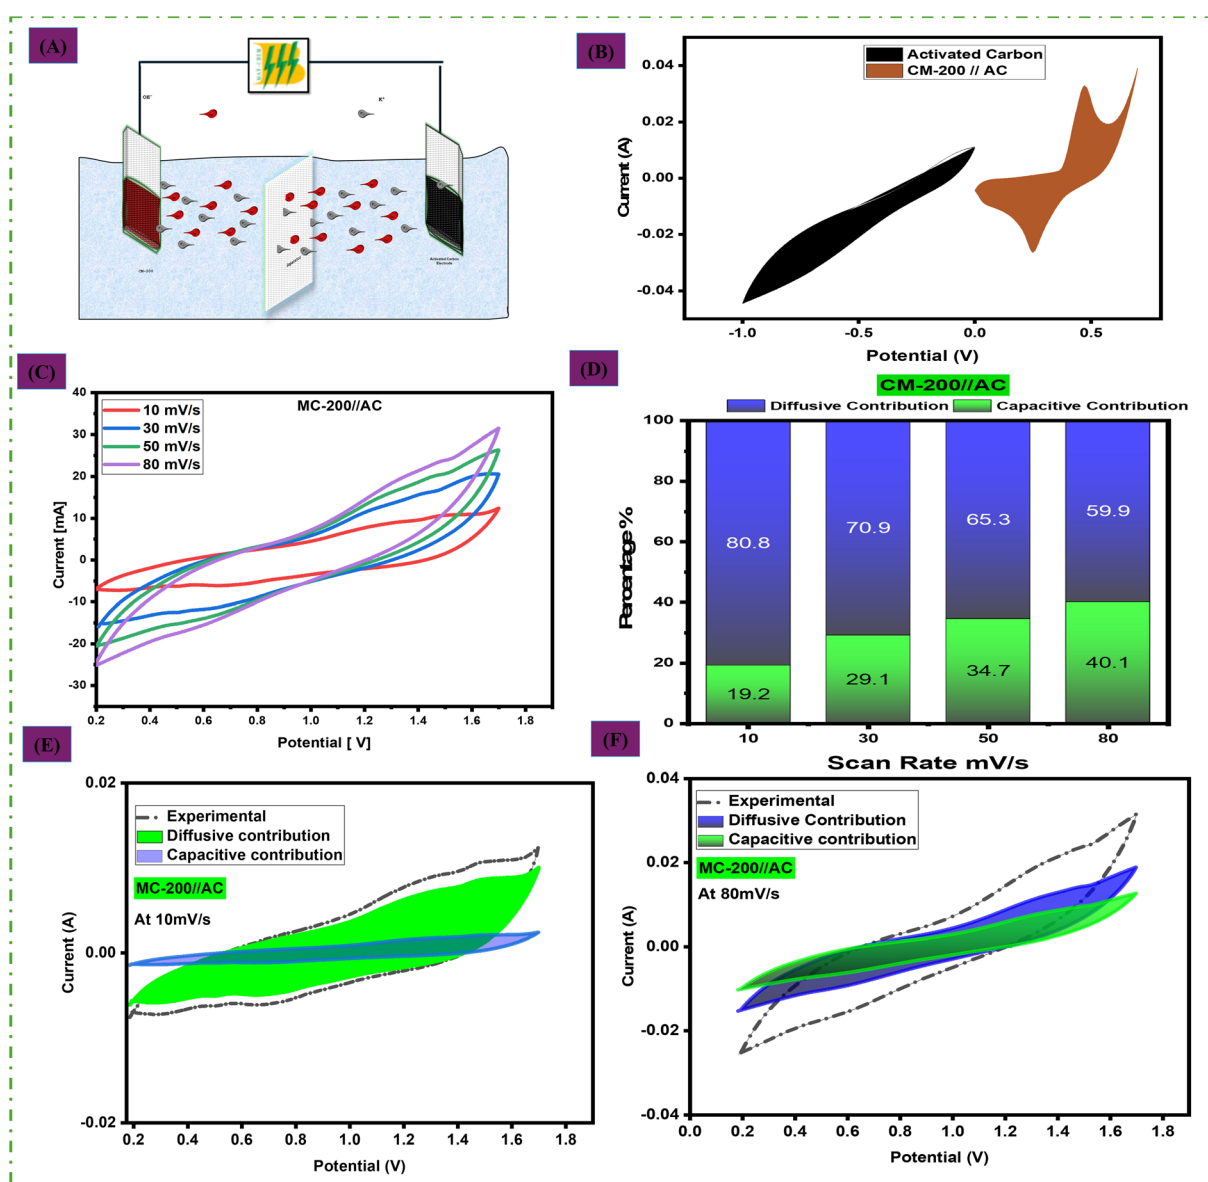 (A)
MAT-CHEM
OH⁻
K⁺
CM-200
Separator
Activated Carbon
Electrode
(B)
Activated Carbon
CM-200 // AC
0.04
0.02
0.00
-0.02
-0.04
Current (A)
-1.0 -0.5 0.0 0.5
Potential (V)
(C)
MC-200//AC
10 mV/s
30 mV/s
50 mV/s
80 mV/s
40
30
20
10
0
-10
-20
-30
Current [mA]
0.2 0.4 0.6 0.8 1.0 1.2 1.4 1.6 1.8
Potential [ V]
(D)
CM-200//AC
Diffusive Contribution Capacitive Contribution
100
80
60
40
20
0
Percentage%
80.8 70.9 65.3 59.9
19.2 29.1 34.7 40.1
10 30 50 80
Scan Rate mV/s
(E)
Experimental
Diffusive contribution
Capacitive contribution
MC-200//AC
At 10mV/s
0.02
0.00
-0.02
Current (A)
0.2 0.4 0.6 0.8 1.0 1.2 1.4 1.6 1.8
Potential (V)
(F)
Experimental
Diffusive Contribution
Capacitive contribution
MC-200//AC
At 80mV/s
0.04
0.02
0.00
-0.02
-0.04
Current (A)
0.0 0.2 0.4 0.6 0.8 1.0 1.2 1.4 1.6 1.8
Potential (V)